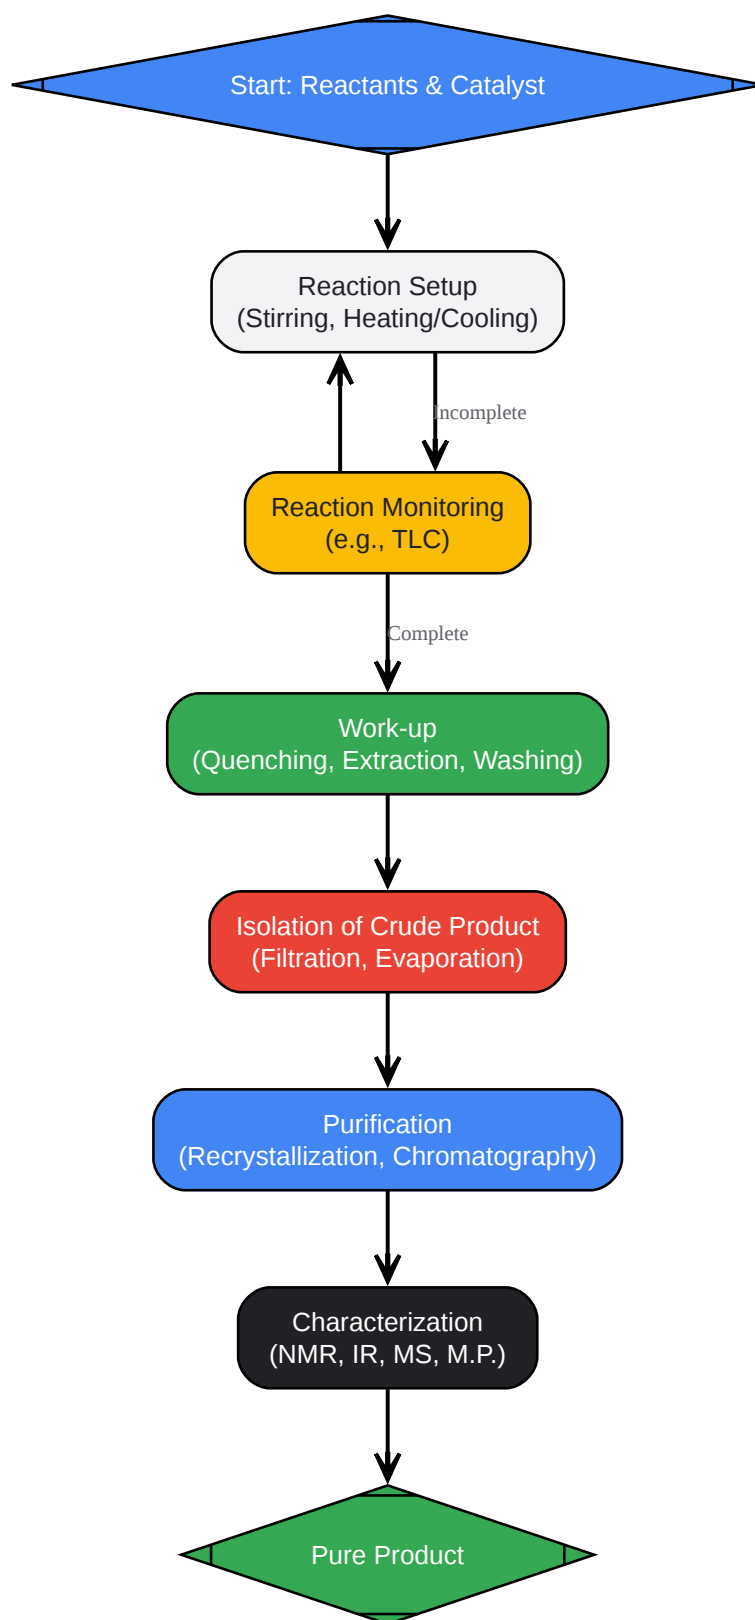 Start: Reactants & Catalyst
Reaction Setup
(Stirring, Heating/Cooling)
Incomplete
Reaction Monitoring
(e.g., TLC)
Complete
Work-up
(Quenching, Extraction, Washing)
Isolation of Crude Product
(Filtration, Evaporation)
Purification
(Recrystallization, Chromatography)
Characterization
(NMR, IR, MS, M.P.)
Pure Product